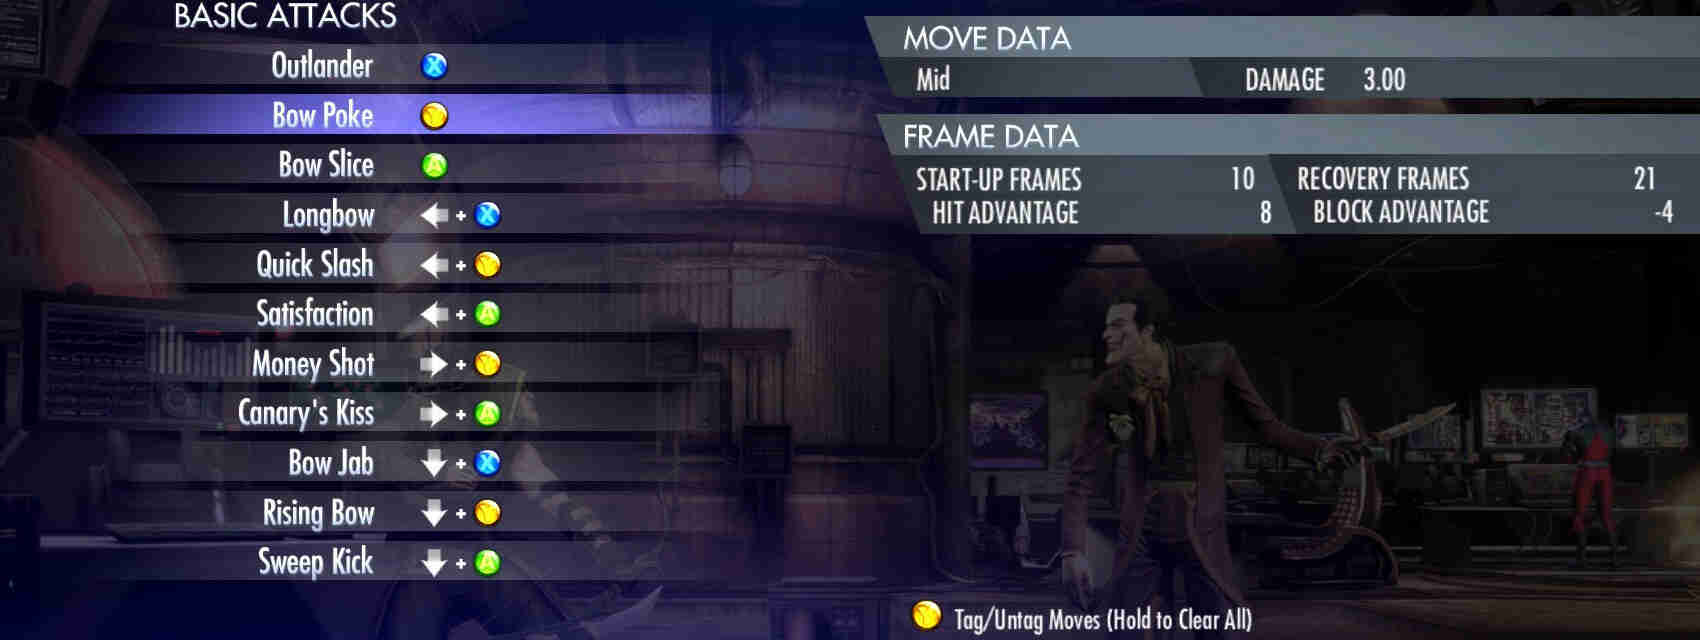 BASIC ATTACKS
Outlander X
Bow Poke Y
Bow Slice A
Longbow + X
Quick Slash + Y
Satisfaction + A
Money Shot + Y
Canary's Kiss + A
Bow Jab + X
Rising Bow + Y
Sweep Kick + A
MOVE DATA
Mid DAMAGE 3.00
FRAME DATA
START-UP FRAMES 10 RECOVERY FRAMES 21
HIT ADVANTAGE 8 BLOCK ADVANTAGE -4
Y Tag/Untag Moves (Hold to Clear All)